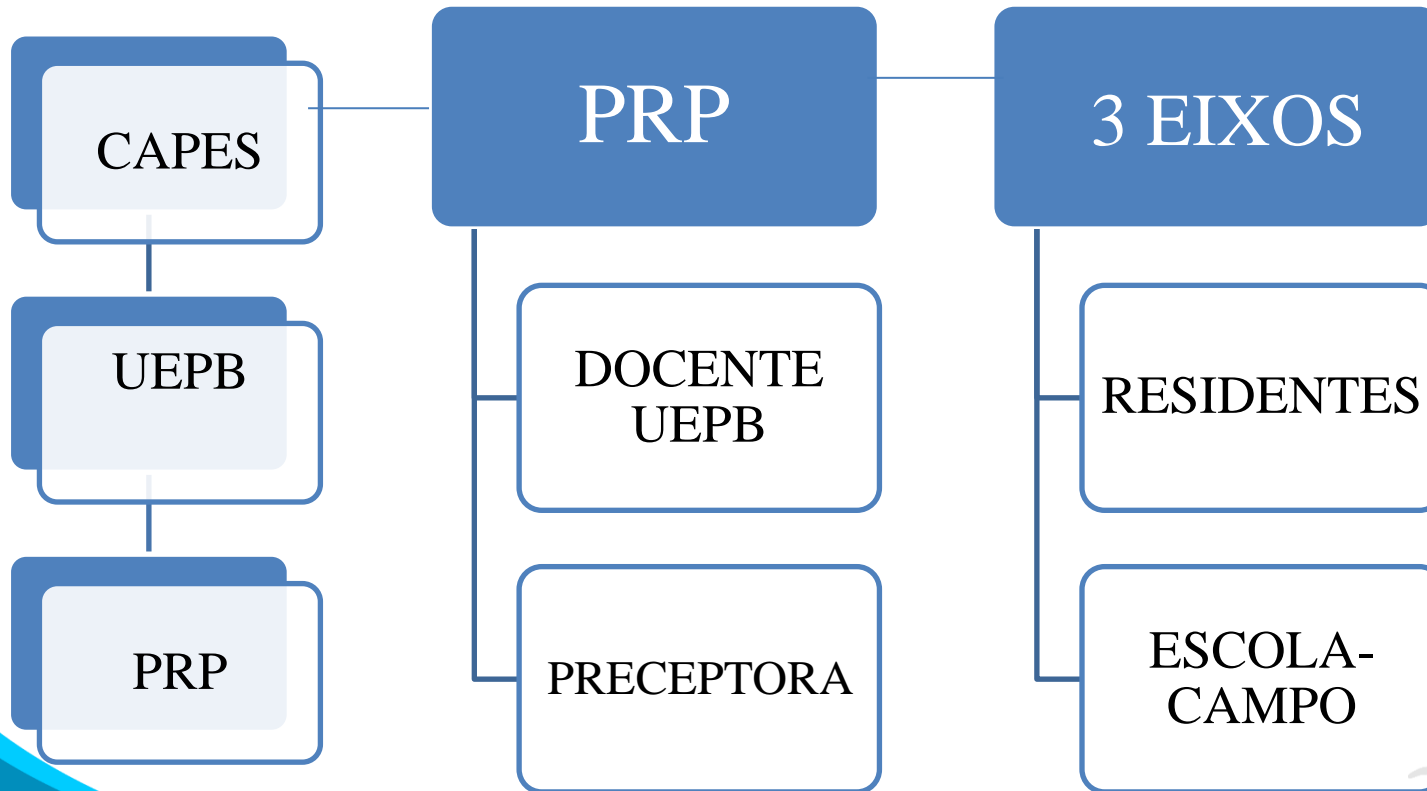 CAPES
UEPB
PRP
PRP
DOCENTE
UEPB
PRECEPTORA
3 EIXOS
RESIDENTES
ESCOLA-
CAMPO